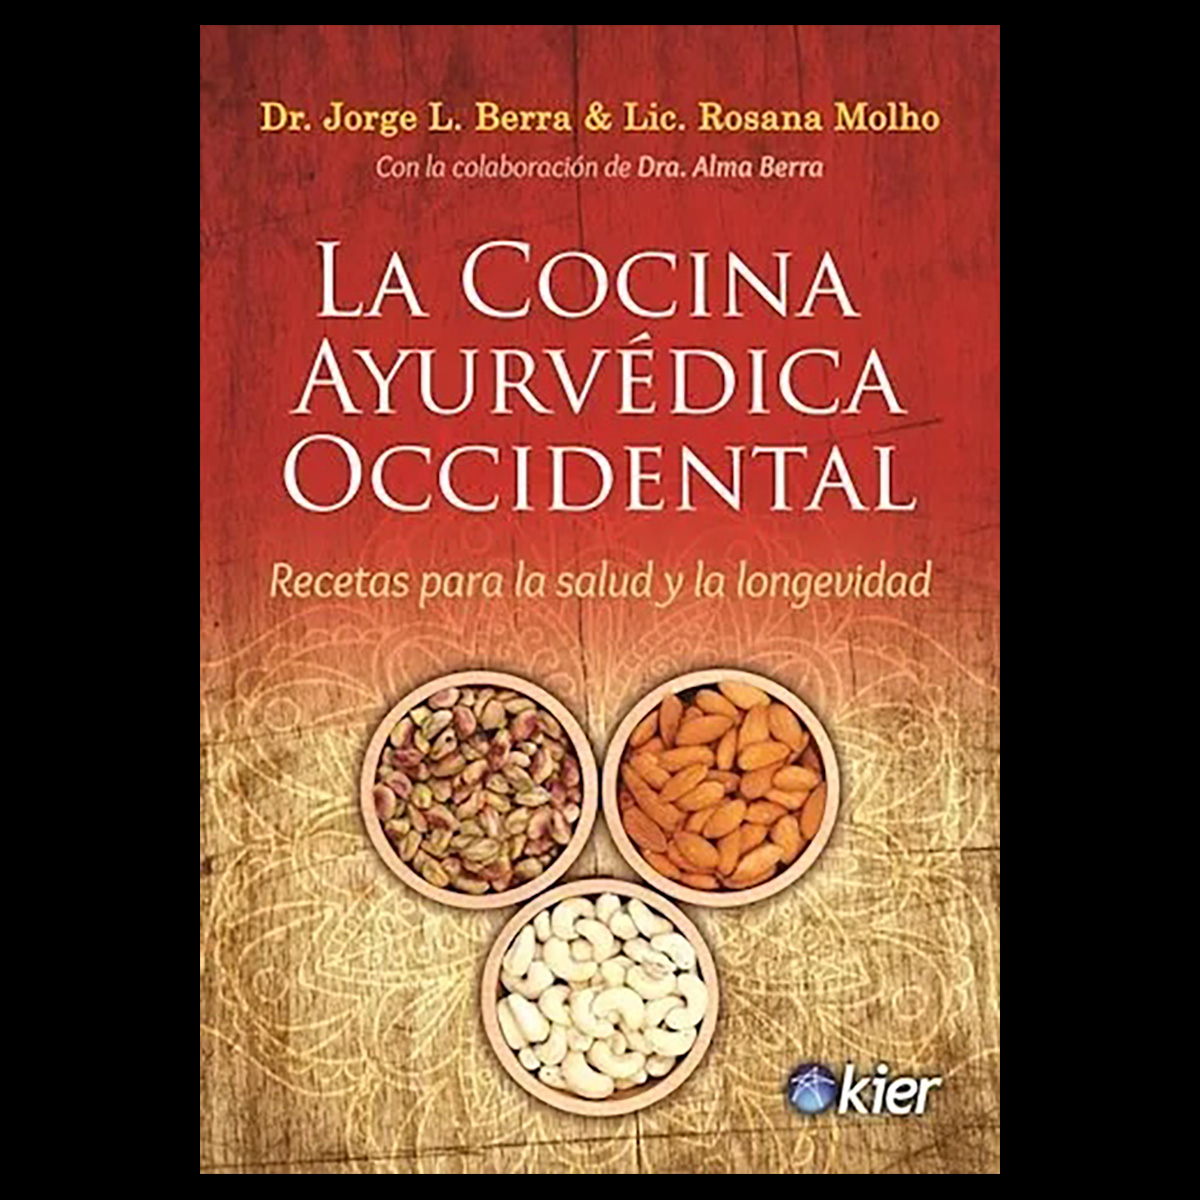 Dr. Jorge L. Berra & Lic. Rosana Molho
Con la colaboración de Dra. Alma Berra
La Cocina
Ayurvédica
Occidental
Recetas para la salud y la longevidad
kier